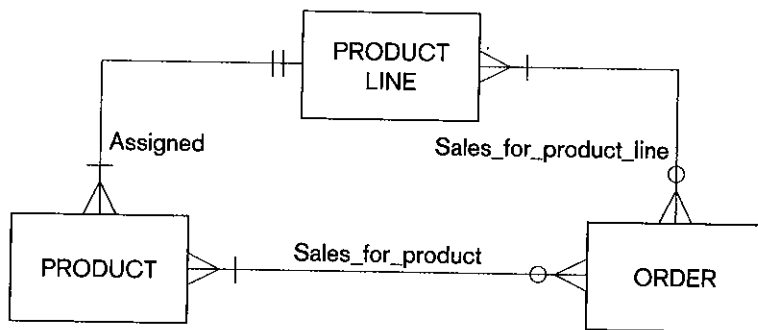 PRODUCT
LINE
Assigned
Sales_for_product_line
PRODUCT
Sales_for_product
ORDER